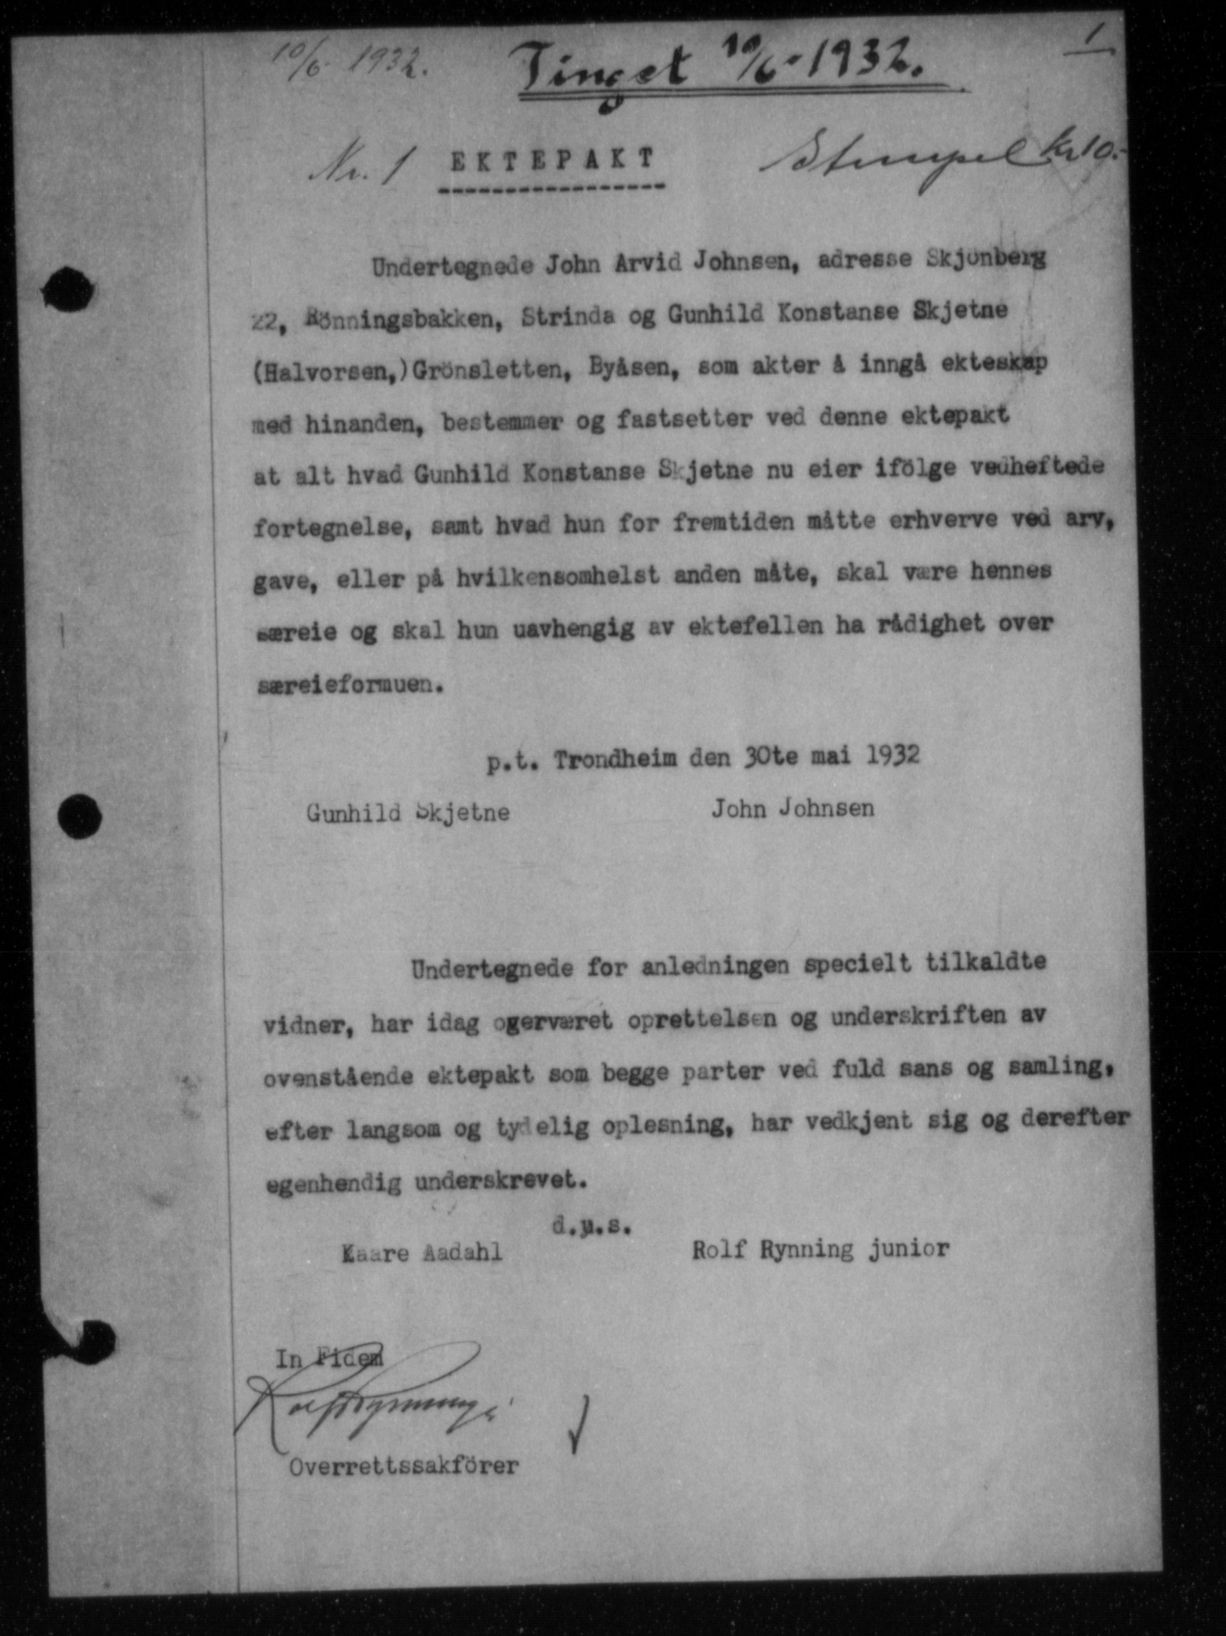 10/6 1932. Tinget 10/6-1932. 1
Nr. 1 EKTEPAKT Stempel kr 10.-
Undertegnede John Arvid Johnsen, adresse Skjönberg
22, Rönningsbakken, Strinda og Gunhild Konstanse Skjetne
(Halvorsen,) Grönsletten, Byåsen, som akter å inngå ekteskap
med hinanden, bestemmer og fastsetter ved denne ektepakt
at alt hvad Gunhild Konstanse Skjetne nu eier ifölge vedheftede
fortegnelse, samt hvad hun for fremtiden måtte erhverve ved arv,
gave, eller på hvilkensomhelst anden måte, skal være hennes
særeie og skal hun uavhengig av ektefellen ha rådighet over
særeieformuen.
p.t. Trondheim den 30te mai 1932
Gunhild Skjetne John Johnsen
Undertegnede for anledningen specielt tilkaldte
vidner, har idag ogerværet oprettelsen og underskriften av
ovenstående ektepakt som begge parter ved fuld sans og samling,
efter langsom og tydelig oplesning, har vedkjent sig og derefter
egenhendig underskrevet.
d.u.s.
Kaare Aadahl Rolf Rynning junior
In Fidem
Rolf Rynning jr
Overrettssakförer